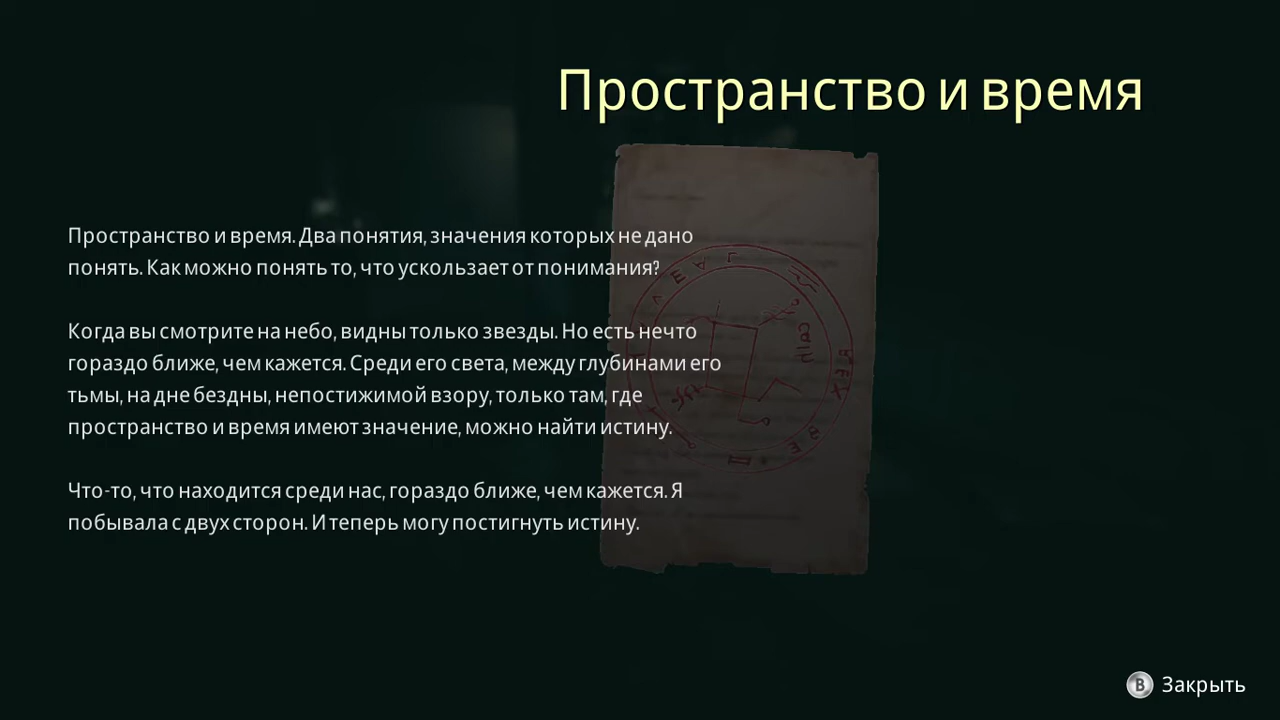 Пространство и время
Пространство и время. Два понятия, значения которых не дано
понять. Как можно понять то, что ускользает от понимания?
Когда вы смотрите на небо, видны только звезды. Но есть нечто
гораздо ближе, чем кажется. Среди его света, между глубинами его
тьмы, на дне бездны, непостижимой взору, только там, где
пространство и время имеют значение, можно найти истину.
Что-то, что находится среди нас, гораздо ближе, чем кажется. Я
побывала с двух сторон. И теперь могу постигнуть истину.
B Закрыть